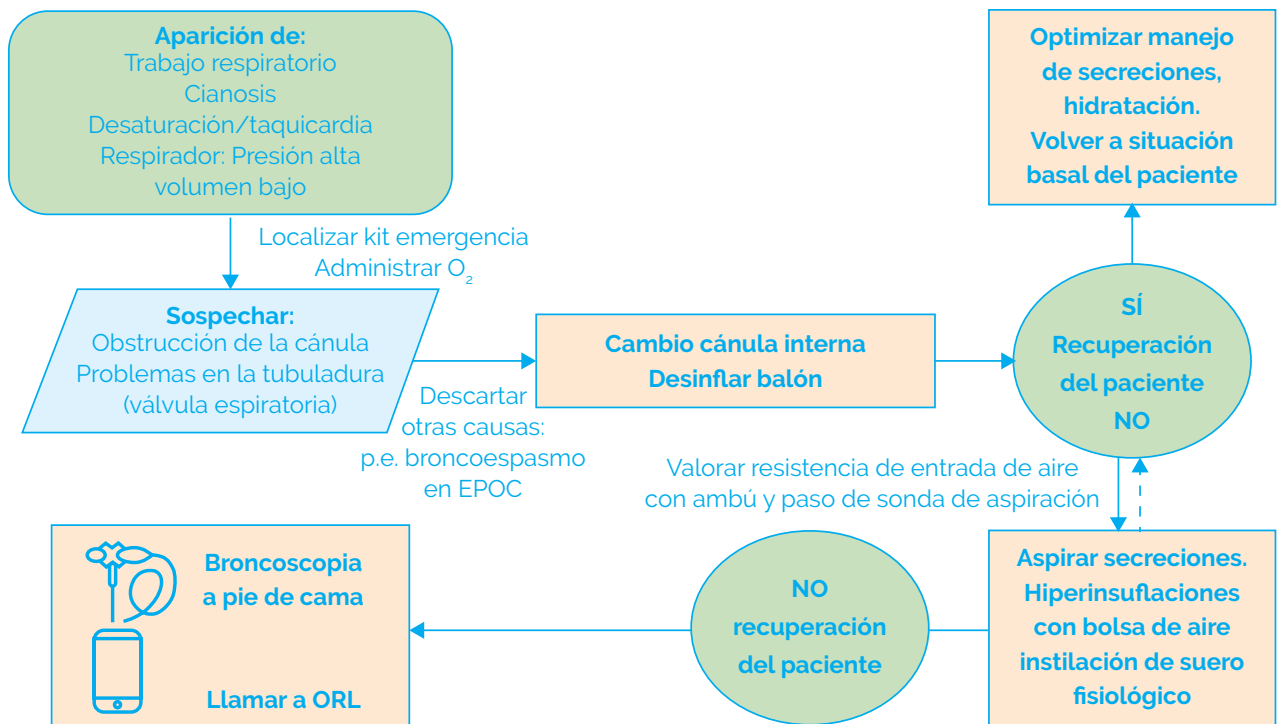 Aparición de:
Trabajo respiratorio
Cianosis
Desaturación/taquicardia
Respirador: Presión alta
volumen bajo
Localizar kit emergencia
Administrar O₂
Sospechar:
Obstrucción de la cánula
Problemas en la tubuladura
(válvula espiratoria)
Descartar
otras causas:
p.e. broncoespasmo
en EPOC
Cambio cánula interna
Desinflar balón
SÍ
Recuperación
del paciente
NO
Optimizar manejo
de secreciones,
hidratación.
Volver a situación
basal del paciente
Valorar resistencia de entrada de aire
con ambú y paso de sonda de aspiración
Aspirar secreciones.
Hiperinsuflaciones
con bolsa de aire
instilación de suero
fisiológico
NO
recuperación
del paciente
Broncoscopia
a pie de cama
Llamar a ORL